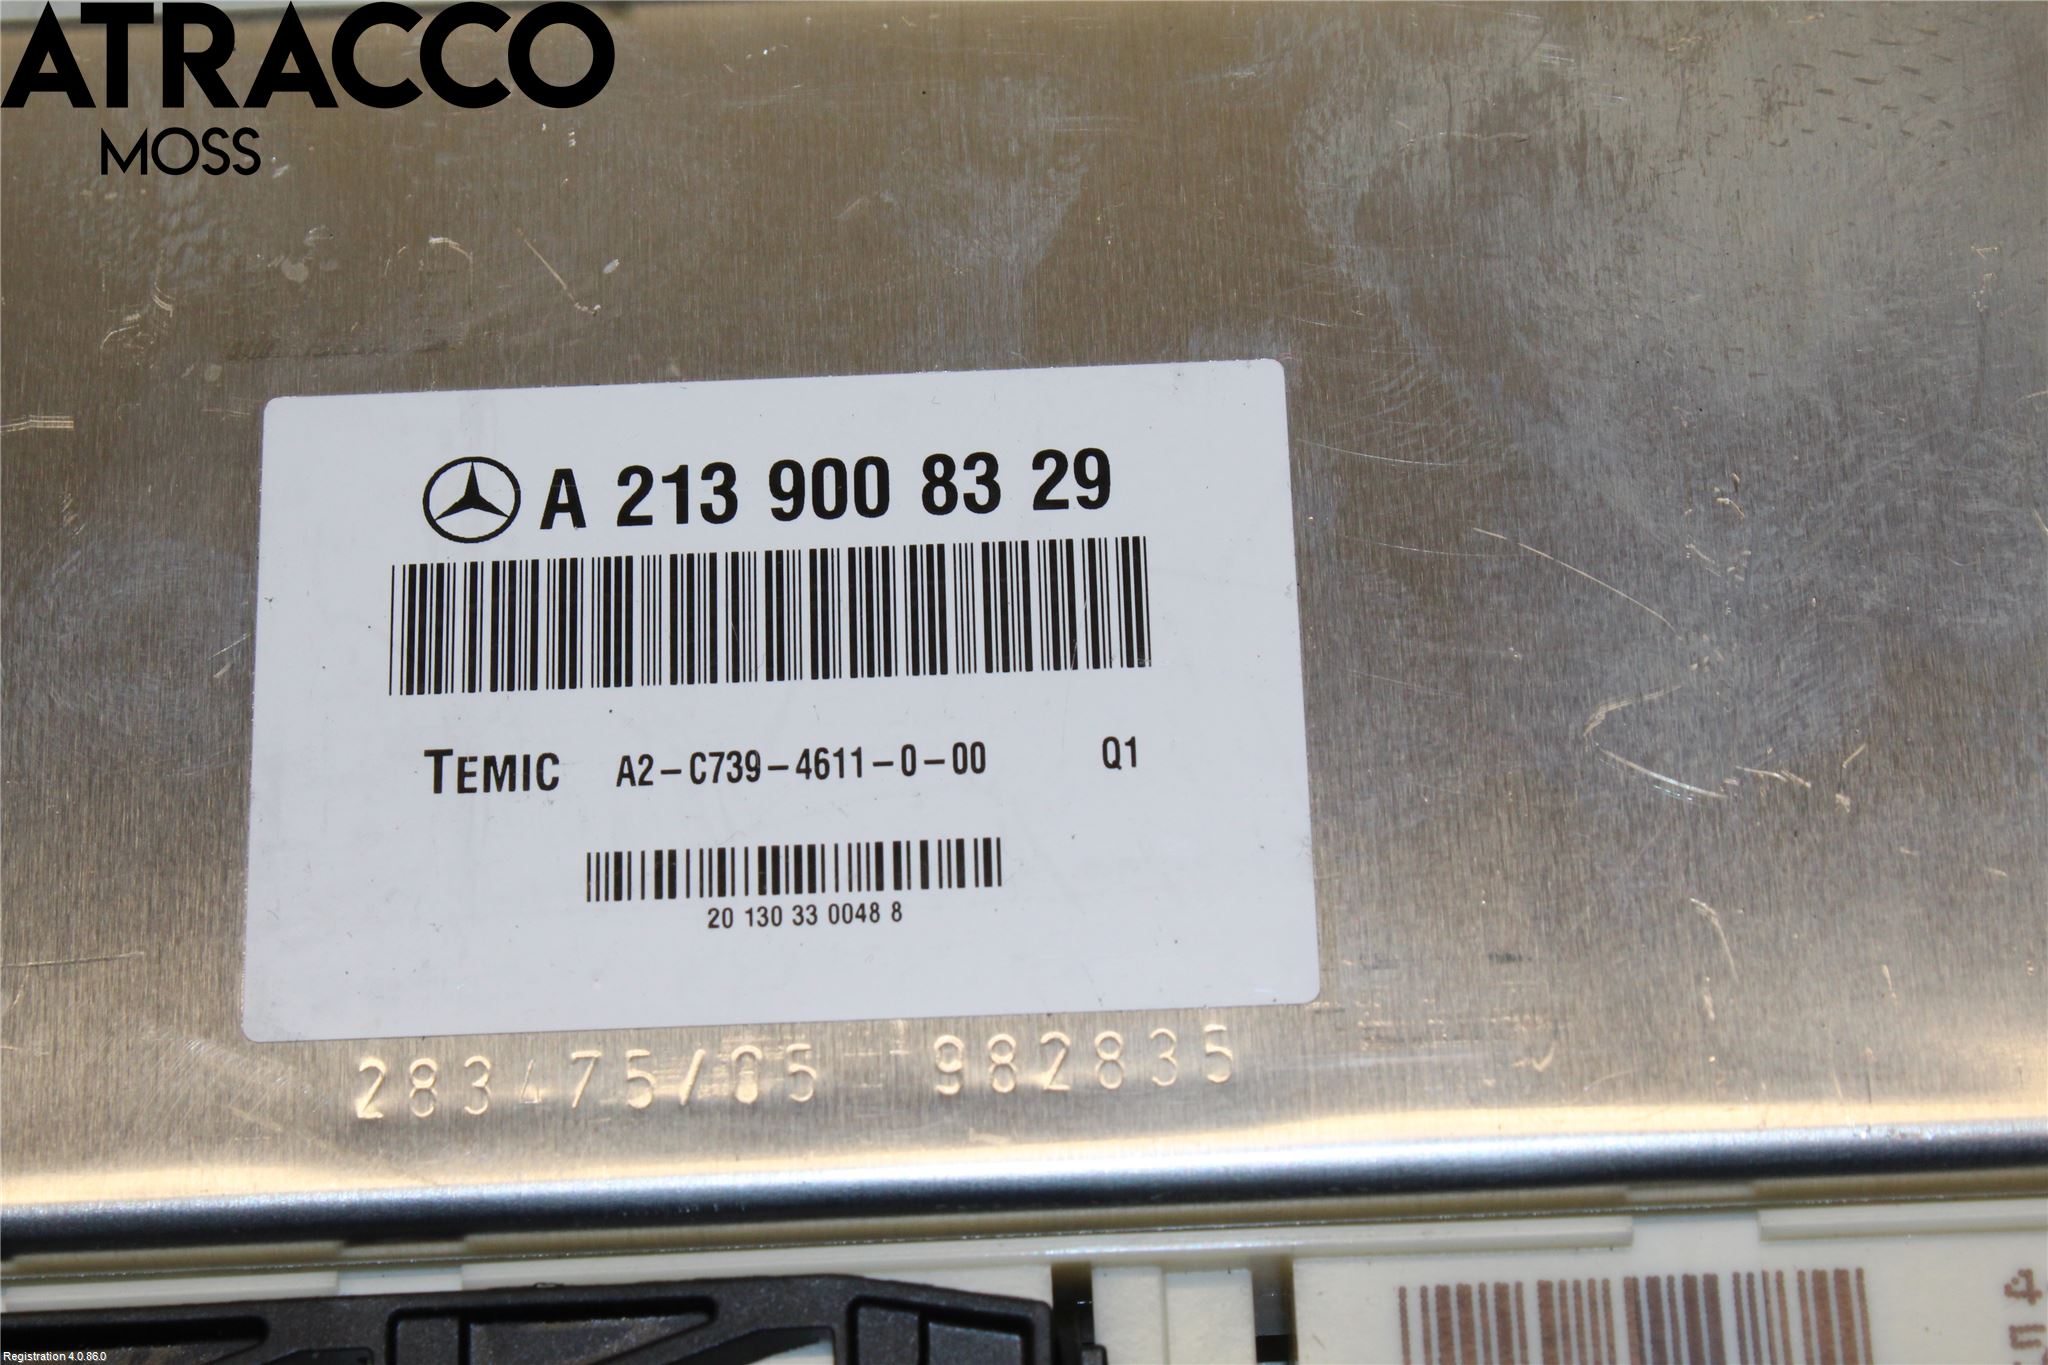 ATRACCO
MOSS
A 213 900 83 29
TEMIC A2-C739-4611-0-00 Q1
20 130 33 0048 8
283475/05 982835
Registration 4.0.86.0